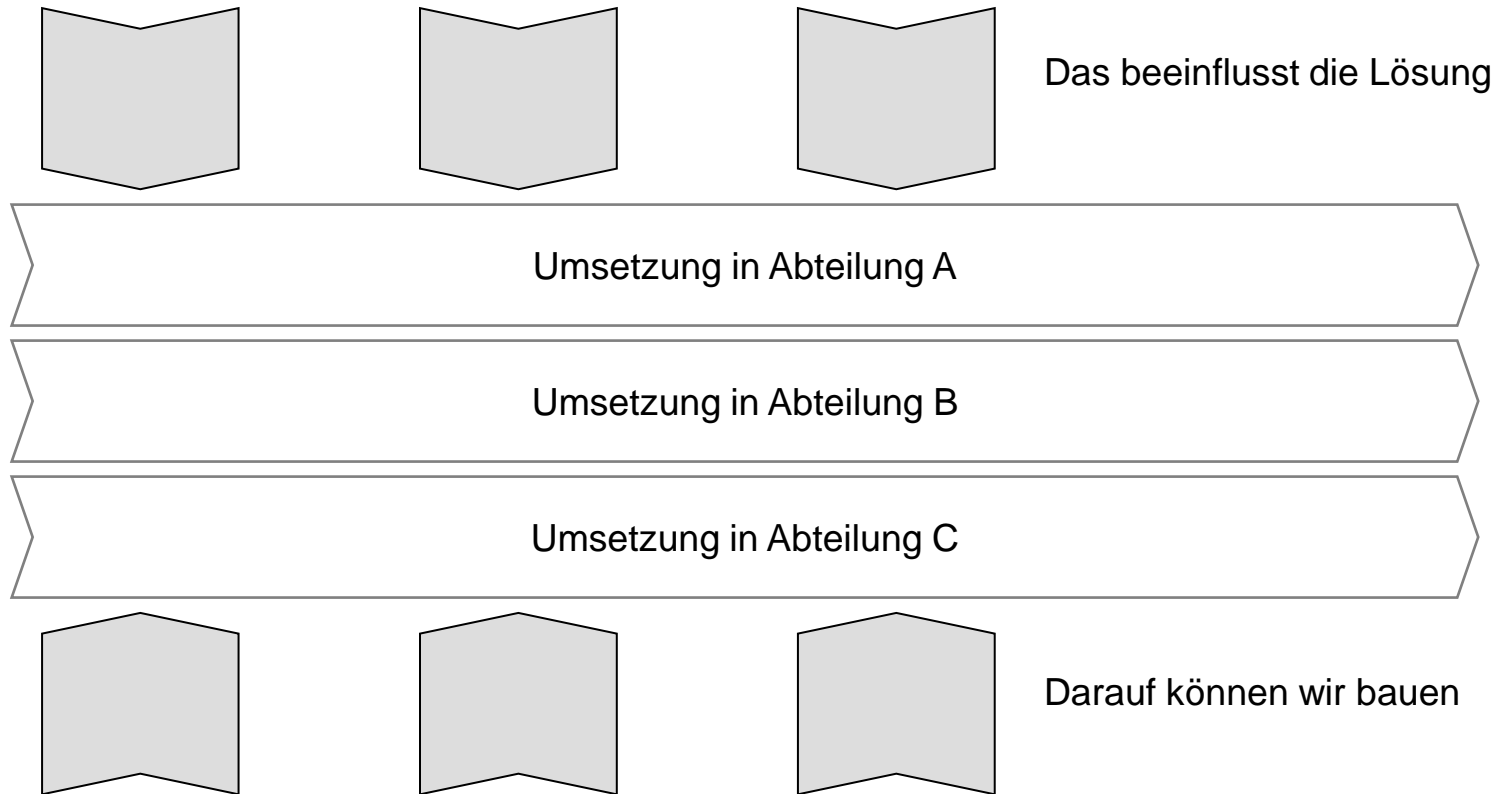 Das beeinflusst die Lösung
Umsetzung in Abteilung A
Umsetzung in Abteilung B
Umsetzung in Abteilung C
Darauf können wir bauen